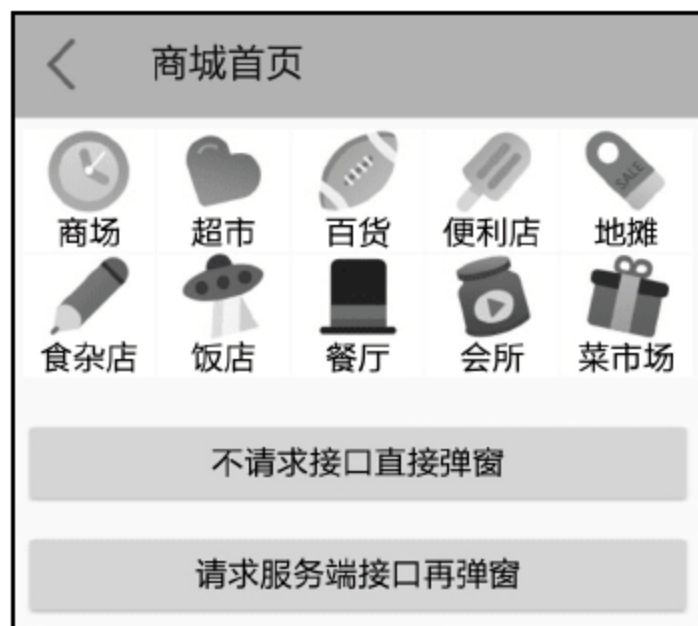 商城首页
商场 超市 百货 便利店 地摊
SALE
食杂店 饭店 餐厅 会所 菜市场
不请求接口直接弹窗
请求服务端接口再弹窗